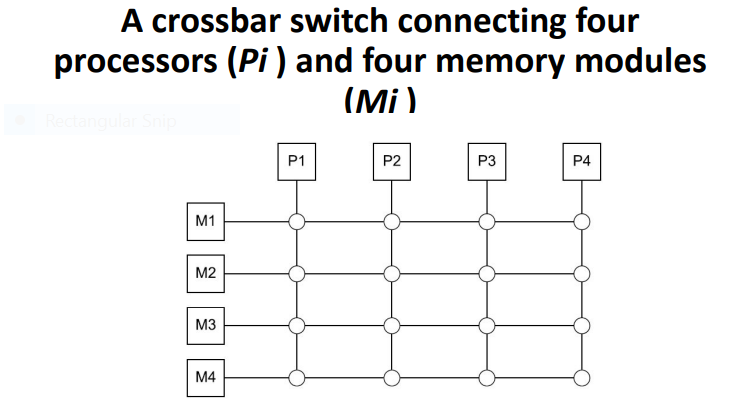 A crossbar switch connecting four
processors (Pi ) and four memory modules
(Mi )
Rectangular Snip
P1 P2 P3 P4
M1
M2
M3
M4